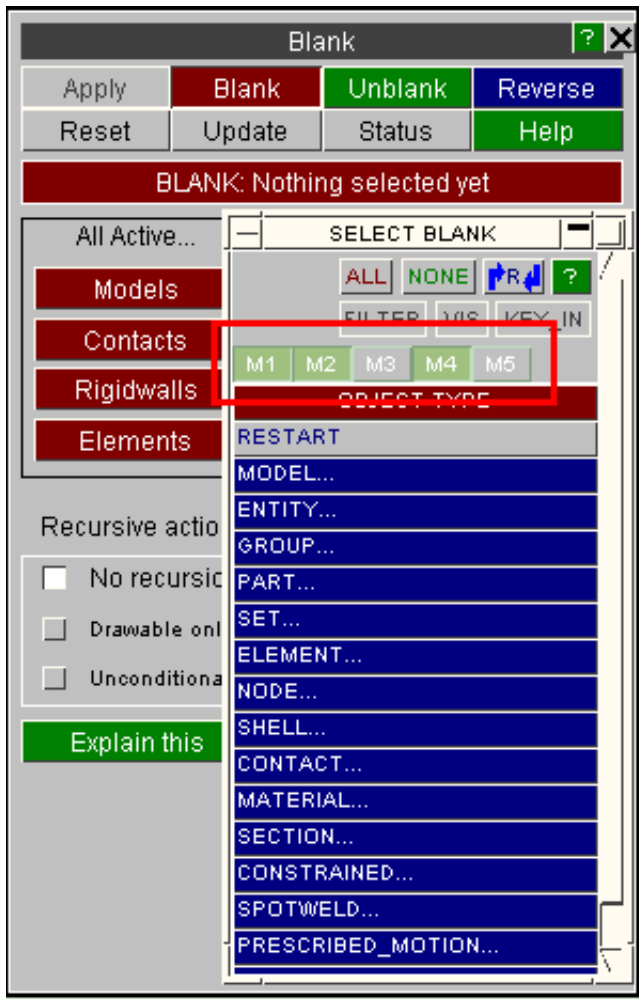 Blank ?
Apply Blank Unblank Reverse
Reset Update Status Help
BLANK: Nothing selected yet
All Active...
Models
Contacts
Rigidwalls
Elements
Recursive actio
No recursio
Drawable onl
Unconditiona
Explain this
SELECT BLANK
ALL NONE R ?
FILTER VIS KEY_IN
M1 M2 M3 M4 M5
OBJECT TYPE
RESTART
MODEL...
ENTITY...
GROUP...
PART...
SET...
ELEMENT...
NODE...
SHELL...
CONTACT...
MATERIAL...
SECTION...
CONSTRAINED...
SPOTWELD...
PRESCRIBED_MOTION...